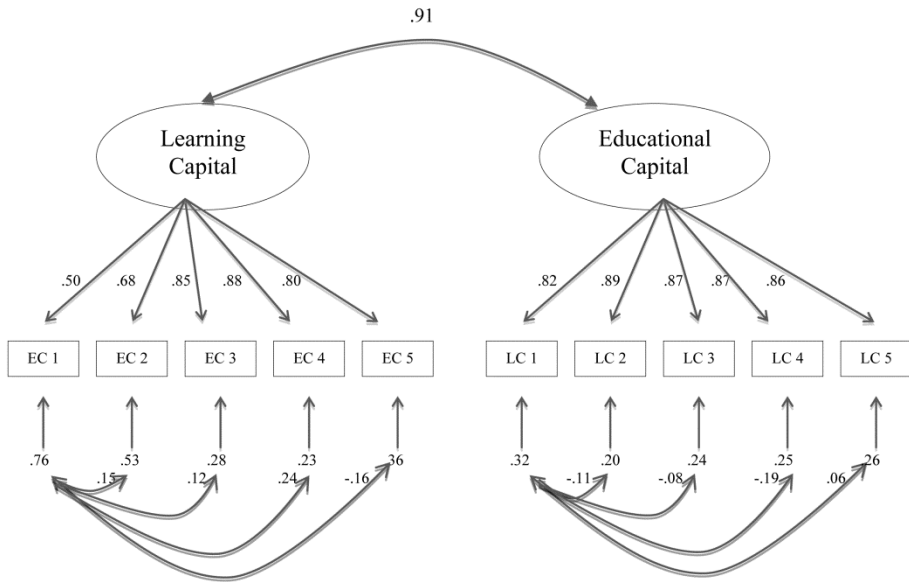 .91
Learning
Capital
Educational
Capital
.50 .68 .85 .88 .80 .82 .89 .87 .87 .86
EC 1 EC 2 EC 3 EC 4 EC 5 LC 1 LC 2 LC 3 LC 4 LC 5
.76 .53 .28 .23 .36 .32 .20 .24 .25 .26
.15 .12 .24 -.16 -.11 -.08 -.19 .06